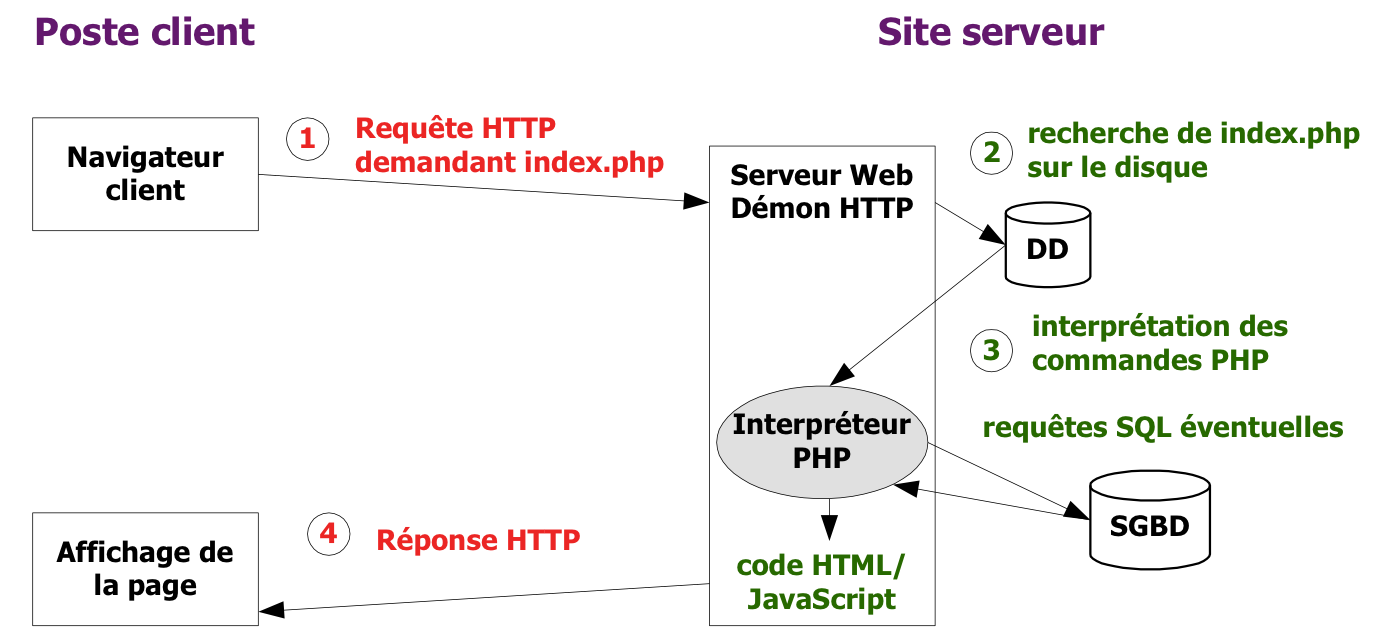 Poste client
Site serveur
Navigateur
client
1
Requête HTTP
demandant index.php
Serveur Web
Démon HTTP
2
recherche de index.php
sur le disque
DD
3
interprétation des
commandes PHP
Interpréteur
PHP
requêtes SQL éventuelles
SGBD
code HTML/
JavaScript
4
Réponse HTTP
Affichage de
la page